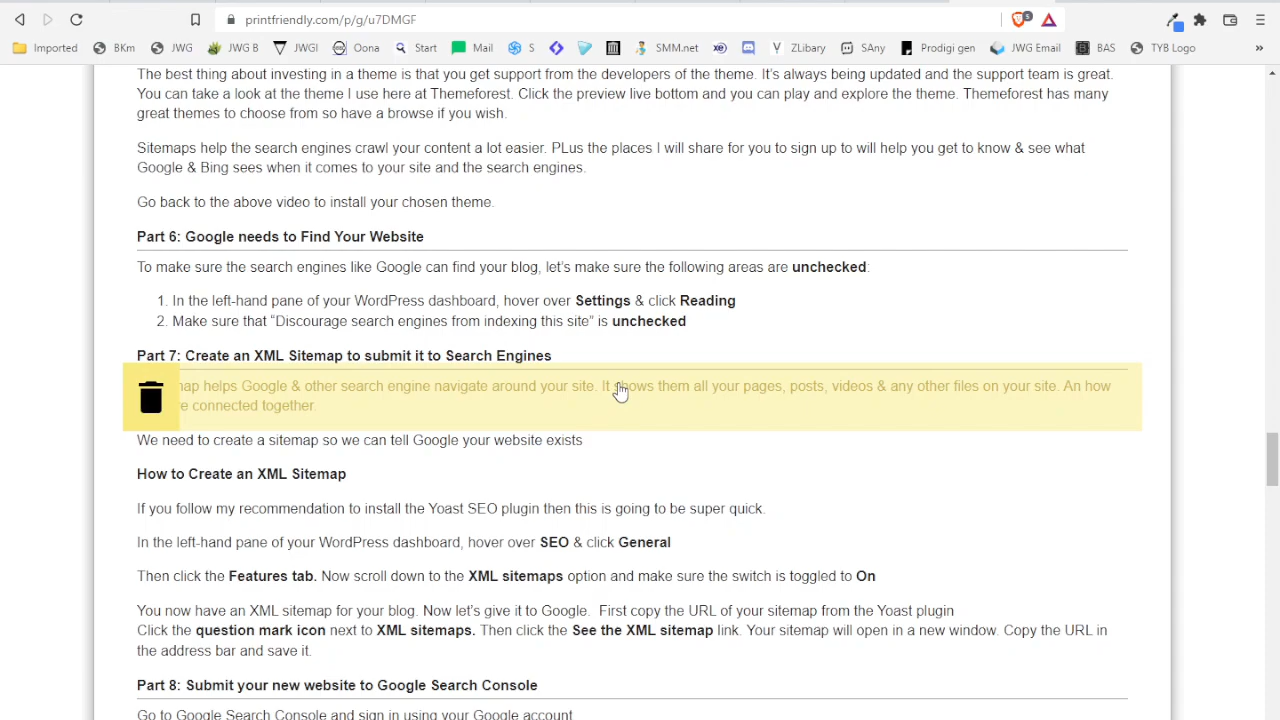 printfriendly.com/p/g/u7DMGF
5
Imported BKm JWG JWG B JWGI Oona Start Mail S SMM.net ZLibary SAny Prodigi gen JWG Email BAS TYB Logo »
The best thing about investing in a theme is that you get support from the developers of the theme. It's always being updated and the support team is great.
You can take a look at the theme I use here at Themeforest. Click the preview live bottom and you can play and explore the theme. Themeforest has many
great themes to choose from so have a browse if you wish.
Sitemaps help the search engines crawl your content a lot easier. PLus the places I will share for you to sign up to will help you get to know & see what
Google & Bing sees when it comes to your site and the search engines.
Go back to the above video to install your chosen theme.
Part 6: Google needs to Find Your Website
To make sure the search engines like Google can find your blog, let's make sure the following areas are unchecked:
1. In the left-hand pane of your WordPress dashboard, hover over Settings & click Reading
2. Make sure that “Discourage search engines from indexing this site” is unchecked
Part 7: Create an XML Sitemap to submit it to Search Engines
helps Google & other search engine navigate around your site. It shows them all your pages, posts, videos & any other files on your site. An how
connected together.
We need to create a sitemap so we can tell Google your website exists
How to Create an XML Sitemap
If you follow my recommendation to install the Yoast SEO plugin then this is going to be super quick.
In the left-hand pane of your WordPress dashboard, hover over SEO & click General
Then click the Features tab. Now scroll down to the XML sitemaps option and make sure the switch is toggled to On
You now have an XML sitemap for your blog. Now let's give it to Google. First copy the URL of your sitemap from the Yoast plugin
Click the question mark icon next to XML sitemaps. Then click the See the XML sitemap link. Your sitemap will open in a new window. Copy the URL in
the address bar and save it.
Part 8: Submit your new website to Google Search Console
Go to Google Search Console and sign in using your Google account